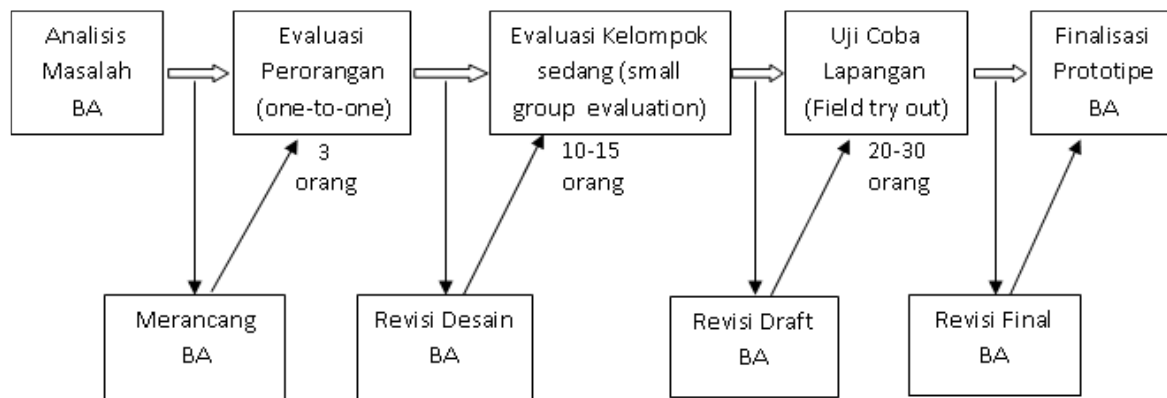 Analisis
Masalah
BA
Evaluasi
Perorangan
(one-to-one)
3
orang
Evaluasi Kelompok
sedang (small
group evaluation)
10-15
orang
Uji Coba
Lapangan
(Field try out)
20-30
orang
Finalisasi
Prototipe
BA
Merancang
BA
Revisi Desain
BA
Revisi Draft
BA
Revisi Final
BA